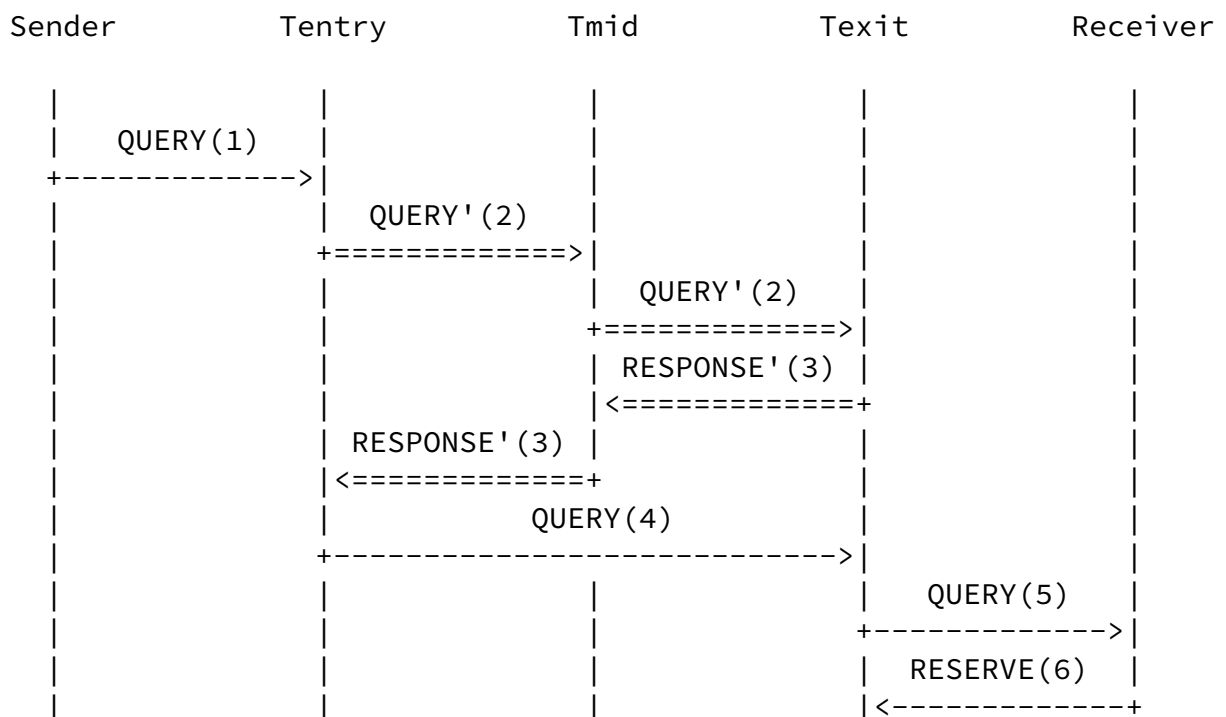 Sender Tentry Tmid Texit Receiver
QUERY(1)
QUERY'(2)
QUERY'(2)
RESPONSE'(3)
RESPONSE'(3)
QUERY(4)
QUERY(5)
RESERVE(6)